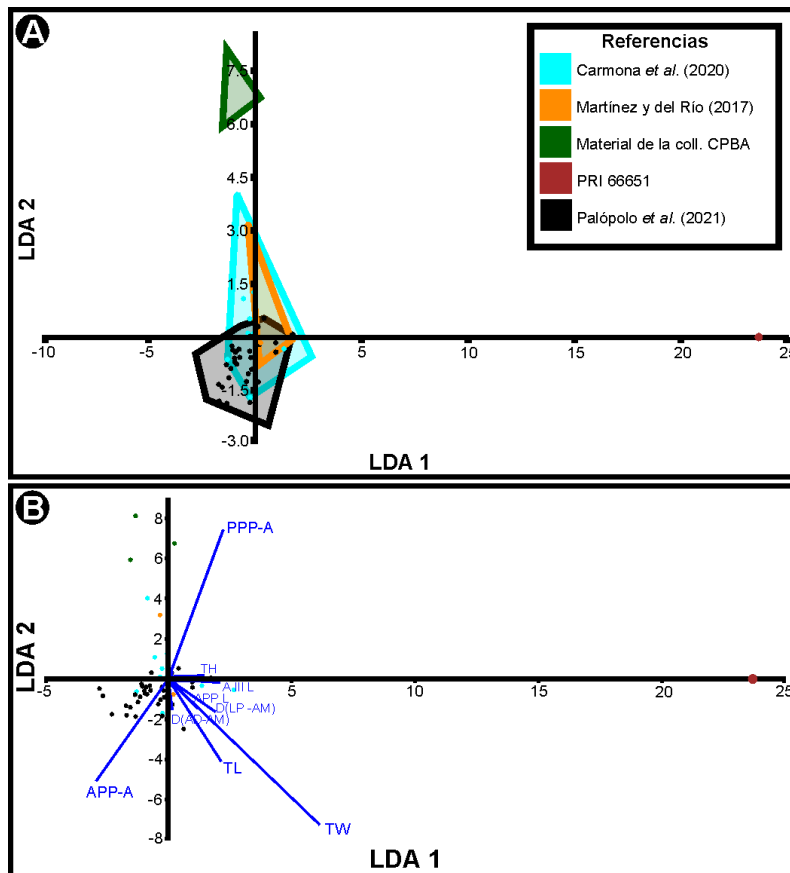 A
Referencias
Carmona et al. (2020)
Martínez y del Río (2017)
Material de la coll. CPBA
PRI 66651
Palópolo et al. (2021)
LDA 2
7.5
6.0
4.5
3.0
1.5
-10
-5
5
10
15
20
25
-1.5
-3.0
LDA 1
B
LDA 2
8
6
4
2
PPP-A
TH
-5
5
10
15
20
25
AJIII L
APP L
D(LP -AM)
D(AD-AM)
-2
-4
TL
APP-A
-6
TW
-8
LDA 1